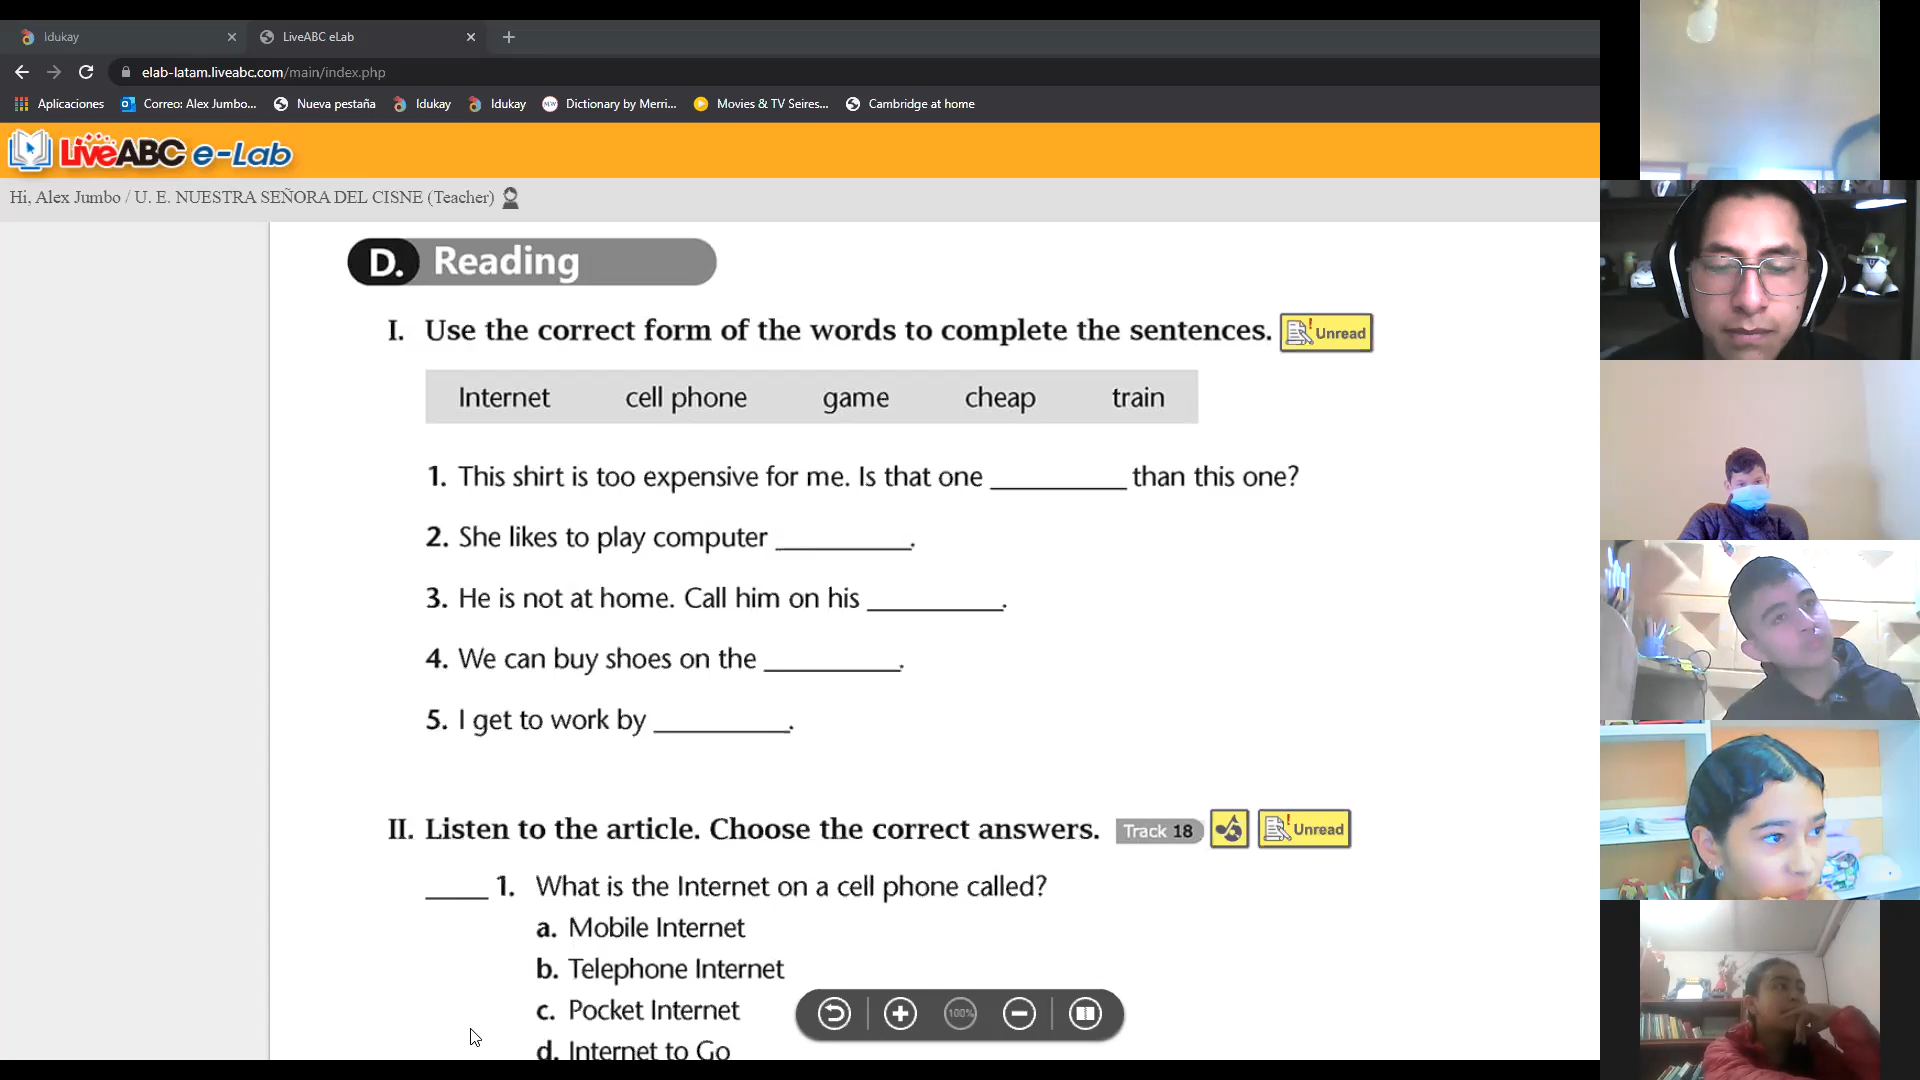 Idukay
LiveABC eLab
elab-latam.liveabc.com/main/index.php
Aplicaciones Correo: Alex Jumbo... Nueva pestaña Idukay Idukay Dictionary by Merri... Movies & TV Seires... Cambridge at home
LiveABC e-Lab
Hi, Alex Jumbo / U. E. NUESTRA SEÑORA DEL CISNE (Teacher)
D. Reading
I. Use the correct form of the words to complete the sentences. Unread
Internet cell phone game cheap train
1. This shirt is too expensive for me. Is that one __________ than this one?
2. She likes to play computer __________.
3. He is not at home. Call him on his __________.
4. We can buy shoes on the __________.
5. I get to work by __________.
II. Listen to the article. Choose the correct answers. Track 18 Unread
_____ 1. What is the Internet on a cell phone called?
a. Mobile Internet
b. Telephone Internet
c. Pocket Internet
100%
d. Internet to Go